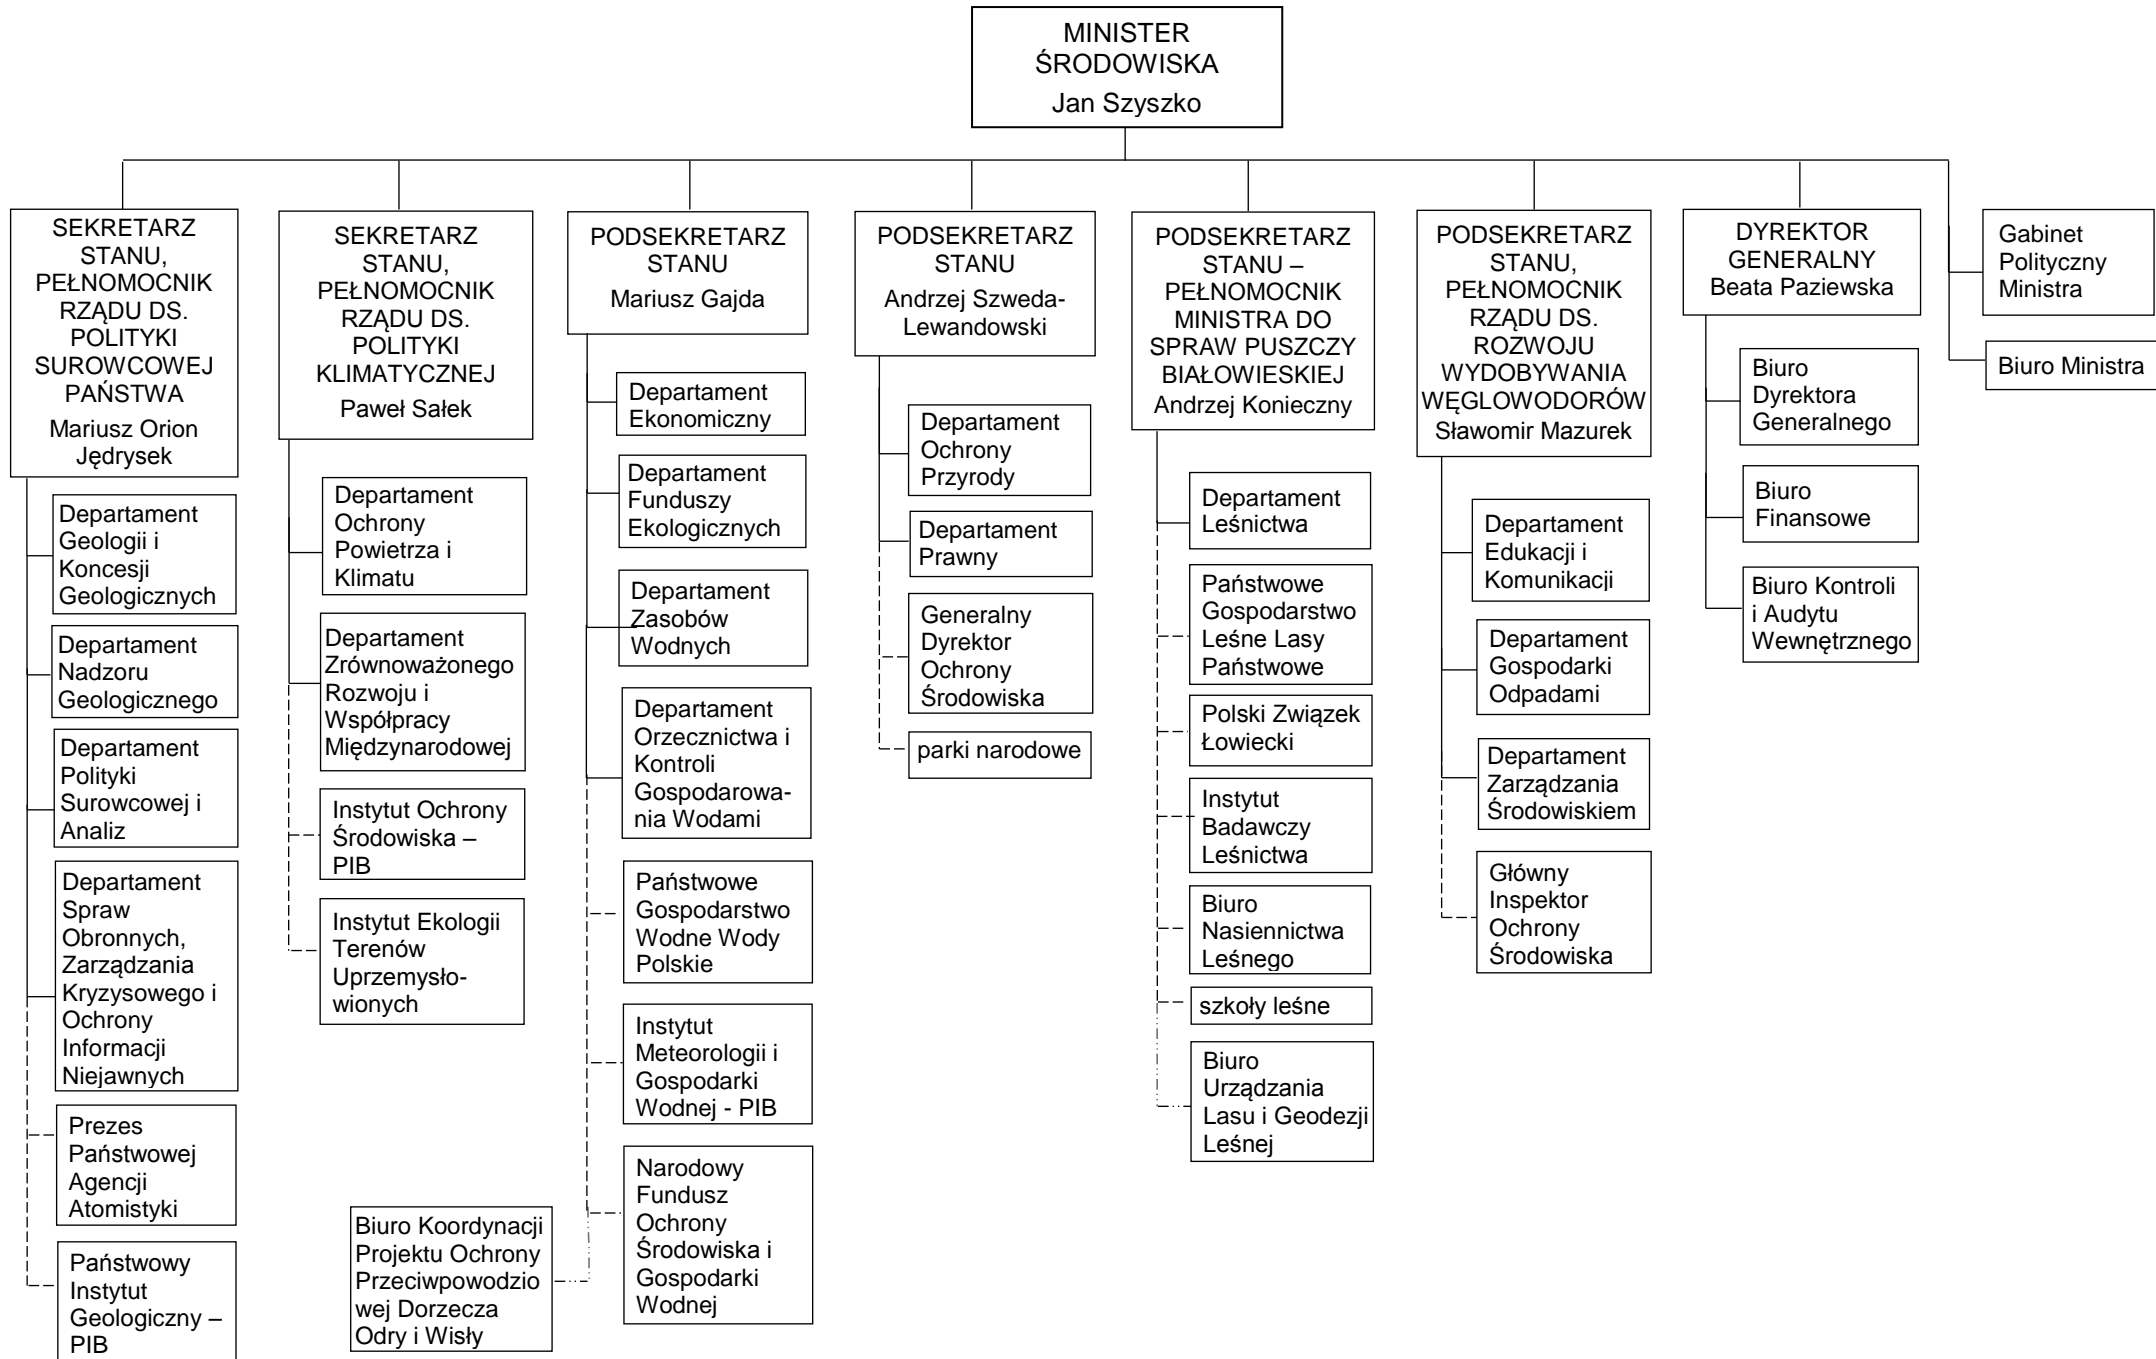 MINISTER
ŚRODOWISKA
Jan Szyszko
SEKRETARZ
STANU,
PEŁNOMOCNIK
RZĄDU DS.
POLITYKI
SUROWCOWEJ
PAŃSTWA
Mariusz Orion
Jędrysek
Departament
Geologii i
Koncesji
Geologicznych
Departament
Nadzoru
Geologicznego
Departament
Polityki
Surowcowej i
Analiz
Departament
Spraw
Obronnych,
Zarządzania
Kryzysowego i
Ochrony
Informacji
Niejawnych
Prezes
Państwowej
Agencji
Atomistyki
Państwowy
Instytut
Geologiczny –
PIB
SEKRETARZ
STANU,
PEŁNOMOCNIK
RZĄDU DS.
POLITYKI
KLIMATYCZNEJ
Paweł Sałek
Departament
Ochrony
Powietrza i
Klimatu
Departament
Zrównoważonego
Rozwoju i
Współpracy
Międzynarodowej
Instytut Ochrony
Środowiska –
PIB
Instytut Ekologii
Terenów
Uprzemysło-
wionych
PODSEKRETARZ
STANU
Mariusz Gajda
Departament
Ekonomiczny
Departament
Funduszy
Ekologicznych
Departament
Zasobów
Wodnych
Departament
Orzecznictwa i
Kontroli
Gospodarowa-
nia Wodami
Państwowe
Gospodarstwo
Wodne Wody
Polskie
Instytut
Meteorologii i
Gospodarki
Wodnej - PIB
Narodowy
Fundusz
Ochrony
Środowiska i
Gospodarki
Wodnej
Biuro Koordynacji
Projektu Ochrony
Przeciwpowodzio
wej Dorzecza
Odry i Wisły
PODSEKRETARZ
STANU
Andrzej Szweda-
Lewandowski
Departament
Ochrony
Przyrody
Departament
Prawny
Generalny
Dyrektor
Ochrony
Środowiska
parki narodowe
PODSEKRETARZ
STANU –
PEŁNOMOCNIK
MINISTRA DO
SPRAW PUSZCZY
BIAŁOWIESKIEJ
Andrzej Konieczny
Departament
Leśnictwa
Państwowe
Gospodarstwo
Leśne Lasy
Państwowe
Polski Związek
Łowiecki
Instytut
Badawczy
Leśnictwa
Biuro
Nasiennictwa
Leśnego
szkoły leśne
Biuro
Urządzania
Lasu i Geodezji
Leśnej
PODSEKRETARZ
STANU,
PEŁNOMOCNIK
RZĄDU DS.
ROZWOJU
WYDOBYWANIA
WĘGLOWODORÓW
Sławomir Mazurek
Departament
Edukacji i
Komunikacji
Departament
Gospodarki
Odpadami
Departament
Zarządzania
Środowiskiem
Główny
Inspektor
Ochrony
Środowiska
DYREKTOR
GENERALNY
Beata Paziewska
Biuro
Dyrektora
Generalnego
Biuro
Finansowe
Biuro Kontroli
i Audytu
Wewnętrznego
Gabinet
Polityczny
Ministra
Biuro Ministra